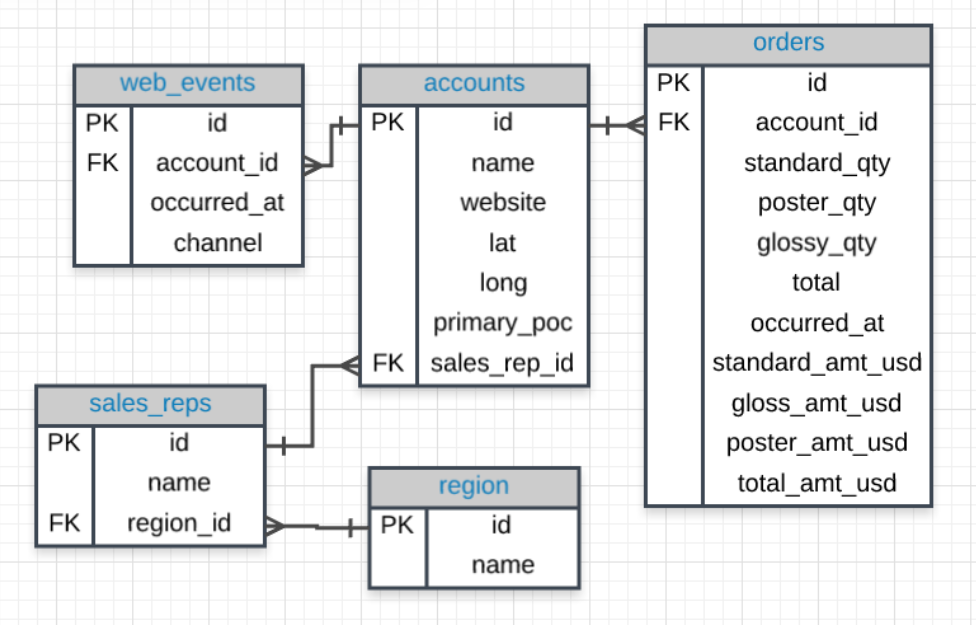 web_events
PK id
FK account_id
occurred_at
channel
accounts
PK id
name
website
lat
long
primary_poc
FK sales_rep_id
orders
PK id
FK account_id
standard_qty
poster_qty
glossy_qty
total
occurred_at
standard_amt_usd
gloss_amt_usd
poster_amt_usd
total_amt_usd
sales_reps
PK id
name
FK region_id
region
PK id
name